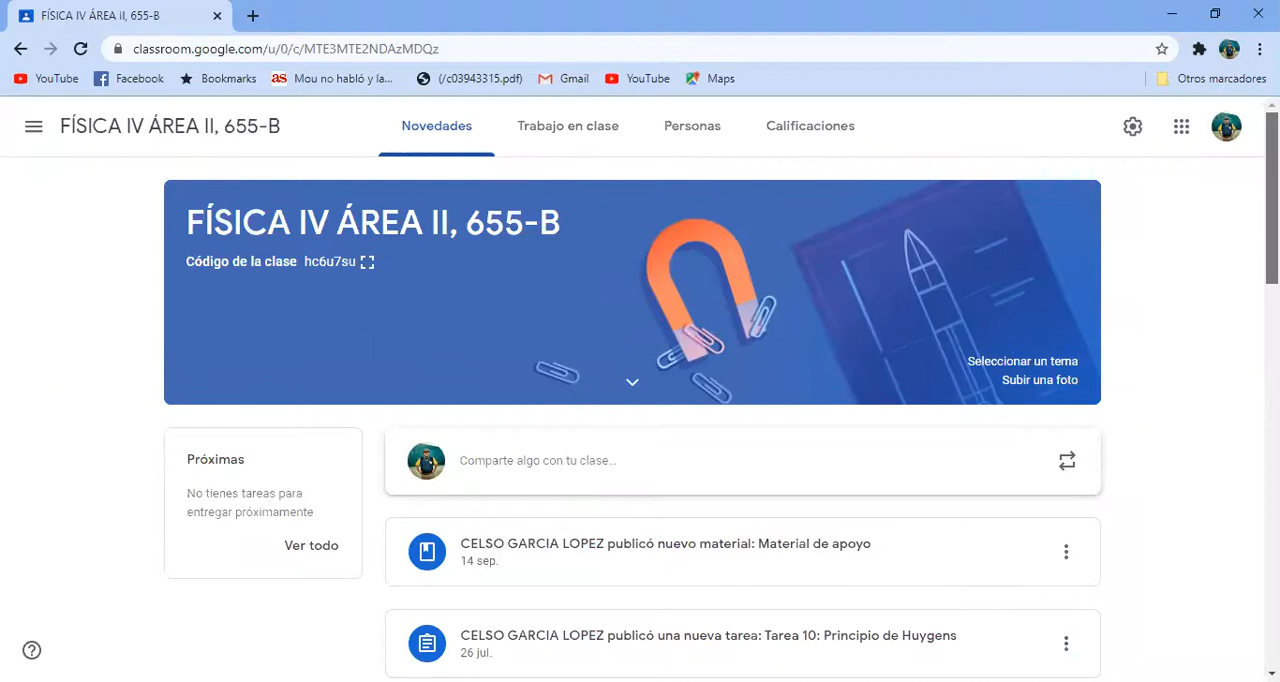 FÍSICA IV ÁREA II, 655-B
classroom.google.com/u/0/c/MTE3MTE2NDAzMDQz
YouTube Facebook Bookmarks Mou no habló y la... (/c03943315.pdf) Gmail YouTube Maps Otros marcadores
FÍSICA IV ÁREA II, 655-B Novedades Trabajo en clase Personas Calificaciones
FÍSICA IV ÁREA II, 655-B
Código de la clase hc6u7su
Seleccionar un tema
Subir una foto
Próximas
No tienes tareas para
entregar próximamente
Ver todo
Comparte algo con tu clase...
CELSO GARCIA LOPEZ publicó nuevo material: Material de apoyo
14 sep.
CELSO GARCIA LOPEZ publicó una nueva tarea: Tarea 10: Principio de Huygens
26 jul.